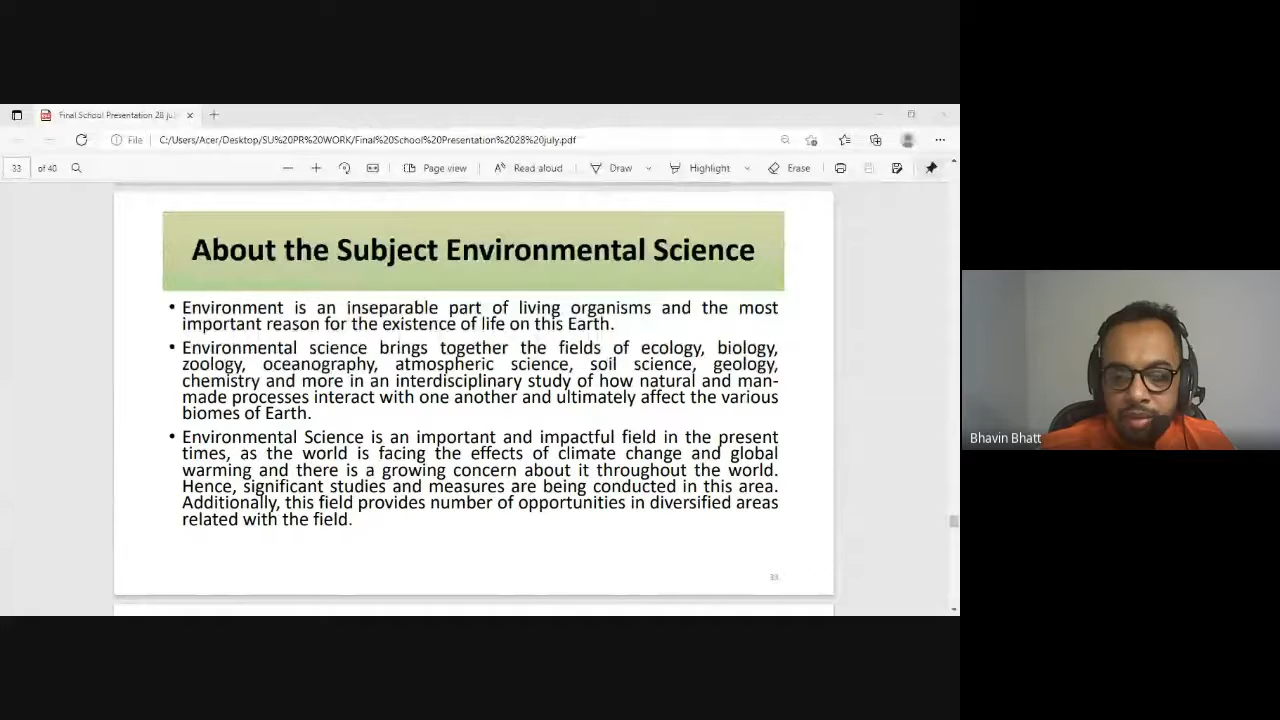 Final School Presentation 28 jul
File C:/Users/Acer/Desktop/SU%20PR%20WORK/Final%20School%20Presentation%2028%20july.pdf
33 of 40 Page view Read aloud Draw Highlight Erase
About the Subject Environmental Science
• Environment is an inseparable part of living organisms and the most
important reason for the existence of life on this Earth.
• Environmental science brings together the fields of ecology, biology,
zoology, oceanography, atmospheric science, soil science, geology,
chemistry and more in an interdisciplinary study of how natural and man-
made processes interact with one another and ultimately affect the various
biomes of Earth.
• Environmental Science is an important and impactful field in the present
times, as the world is facing the effects of climate change and global
warming and there is a growing concern about it throughout the world.
Hence, significant studies and measures are being conducted in this area.
Additionally, this field provides number of opportunities in diversified areas
related with the field.
33
Bhavin Bhatt